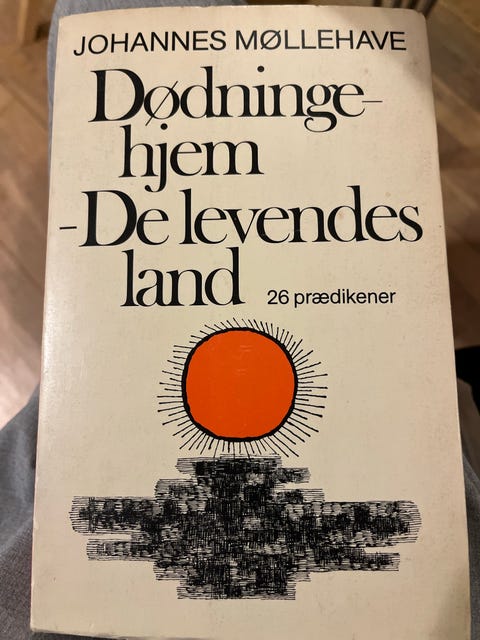 JOHANNES MØLLEHAVE
Dødninge-
hjem
-De levendes
land
26 prædikener